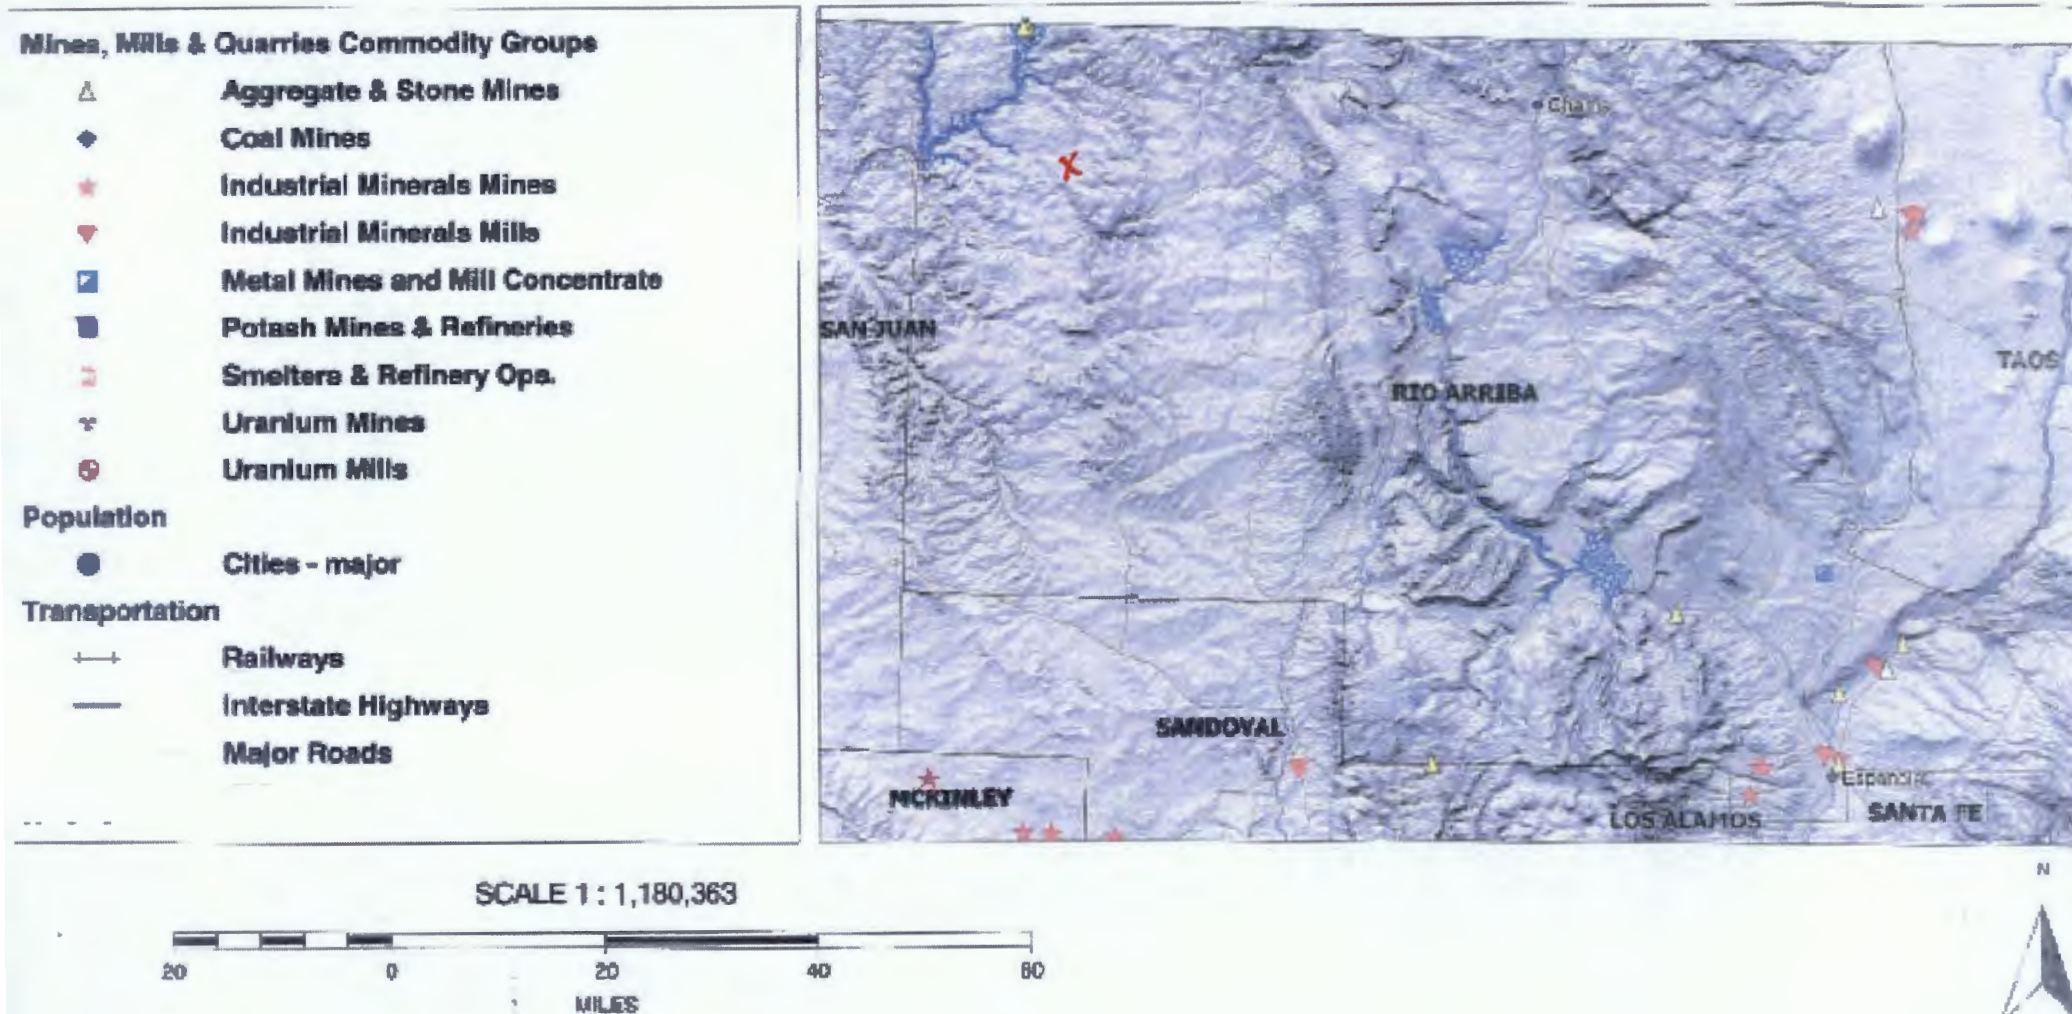 Mines, Mills & Quarries Commodity Groups
Aggregate & Stone Mines
Coal Mines
Industrial Minerals Mines
Industrial Minerals Mills
Metal Mines and Mill Concentrate
Potash Mines & Refineries
Smelters & Refinery Ops.
Uranium Mines
Uranium Mills
Population
Cities - major
Transportation
Railways
Interstate Highways
Major Roads
Chama
SAN JUAN
TAOS
RIO ARRIBA
SANDOVAL
MCKINLEY
Espanola
LOS ALAMOS
SANTA FE
SCALE 1 : 1,180,363
20 0 20 40 60
MILES
N